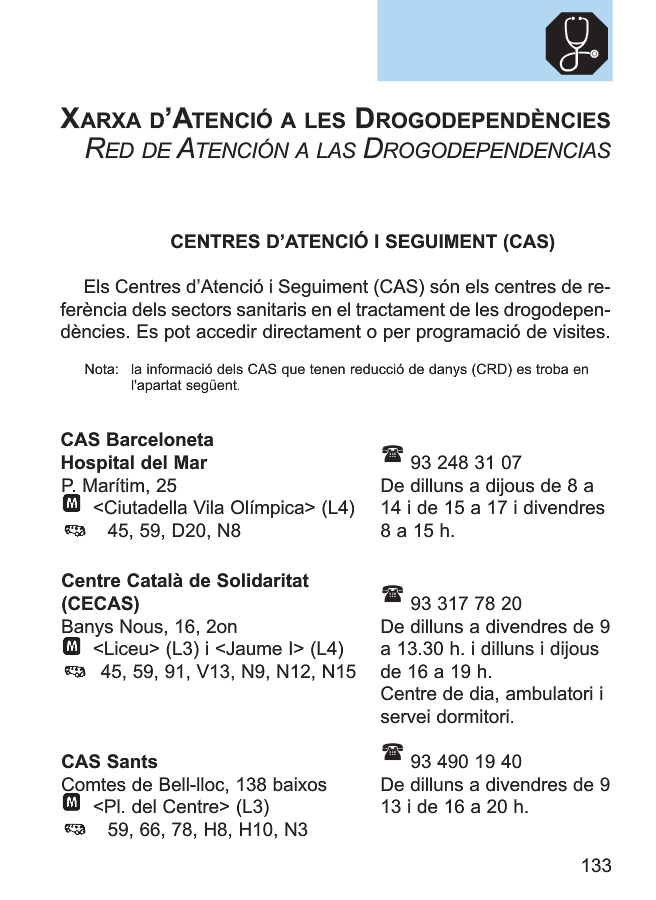 XARXA D'ATENCIÓ A LES DROGODEPENDÈNCIES
RED DE ATENCIÓN A LAS DROGODEPENDENCIAS
CENTRES D'ATENCIÓ I SEGUIMENT (CAS)
Els Centres d'Atenció i Seguiment (CAS) són els centres de re-
ferència dels sectors sanitaris en el tractament de les drogodepen-
dències. Es pot accedir directament o per programació de visites.
Nota: la informació dels CAS que tenen reducció de danys (CRD) es troba en
l'apartat següent.
CAS Barceloneta
Hospital del Mar
P. Marítim, 25
M <Ciutadella Vila Olímpica> (L4)
45, 59, D20, N8
93 248 31 07
De dilluns a dijous de 8 a
14 i de 15 a 17 i divendres
8 a 15 h.
Centre Català de Solidaritat
(CECAS)
Banys Nous, 16, 2on
M <Liceu> (L3) i <Jaume I> (L4)
45, 59, 91, V13, N9, N12, N15
93 317 78 20
De dilluns a divendres de 9
a 13.30 h. i dilluns i dijous
de 16 a 19 h.
Centre de dia, ambulatori i
servei dormitori.
CAS Sants
Comtes de Bell-lloc, 138 baixos
M <Pl. del Centre> (L3)
59, 66, 78, H8, H10, N3
93 490 19 40
De dilluns a divendres de 9
13 i de 16 a 20 h.
133